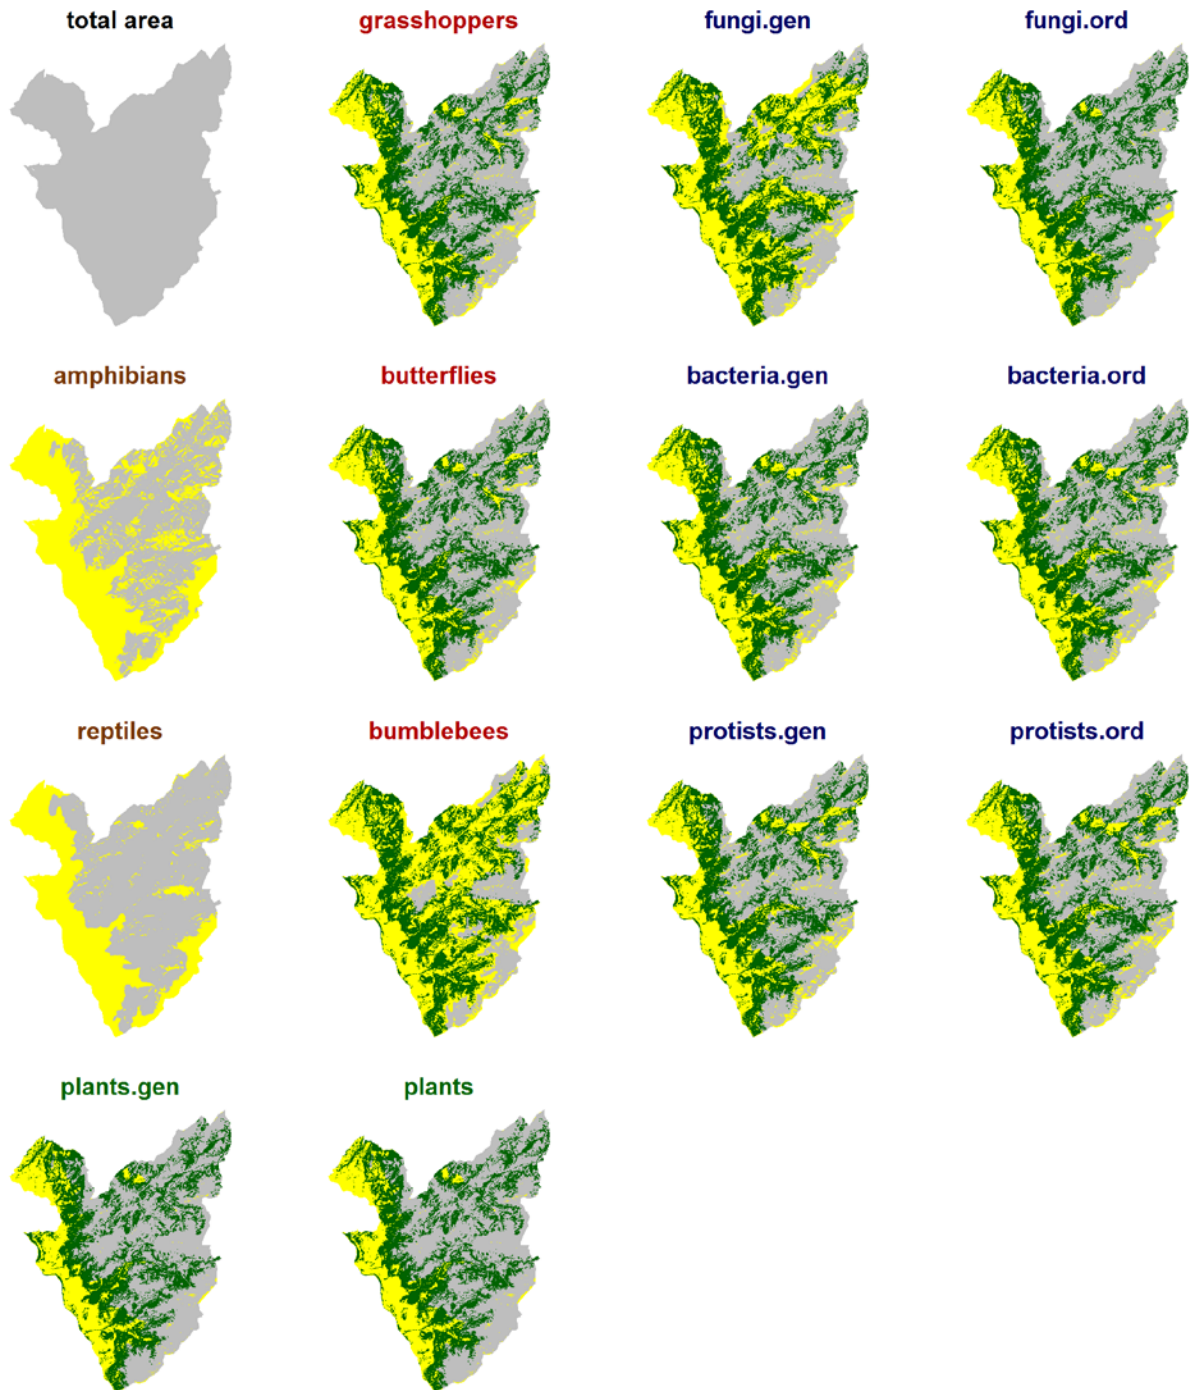 total area
grasshoppers
fungi.gen
fungi.ord
amphibians
butterflies
bacteria.gen
bacteria.ord
reptiles
bumblebees
protists.gen
protists.ord
plants.gen
plants